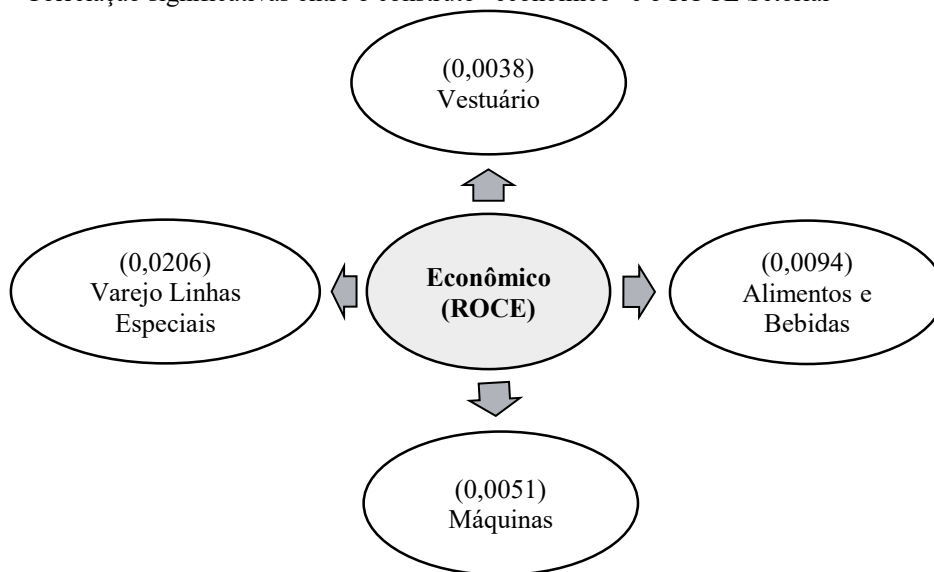 (0,0038)
Vestuário
(0,0206)
Varejo Linhas
Especiais
Econômico
(ROCE)
(0,0094)
Alimentos e
Bebidas
(0,0051)
Máquinas